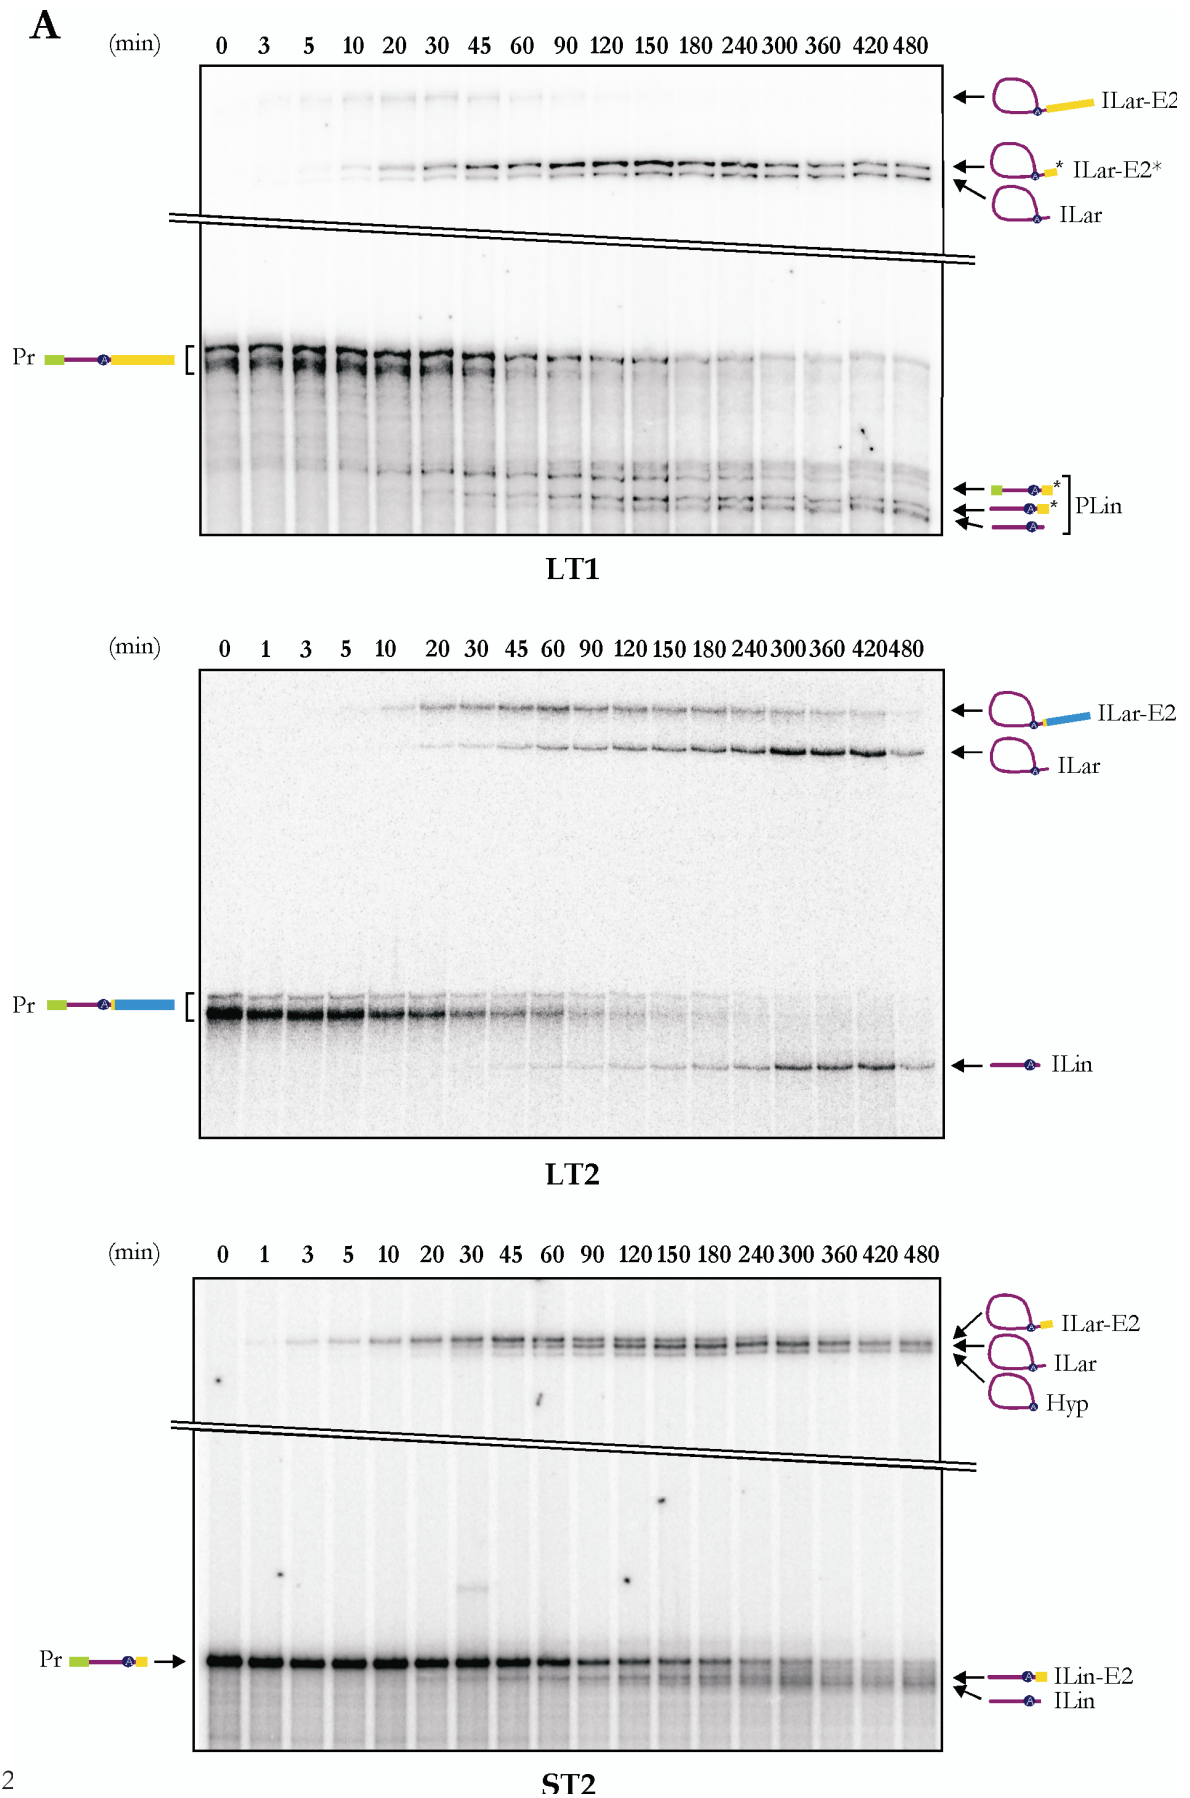 A
(min) 0 3 5 10 20 30 45 60 90 120 150 180 240 300 360 420 480
ILar-E2
* ILar-E2*
ILar
Pr A
A *
A * PLin
A
LT1
(min) 0 1 3 5 10 20 30 45 60 90 120 150 180 240 300 360 420 480
ILar-E2
ILar
Pr A
A ILin
LT2
(min) 0 1 3 5 10 20 30 45 60 90 120 150 180 240 300 360 420 480
ILar-E2
ILar
Hyp
Pr A
A ILin-E2
A ILin
2
ST2